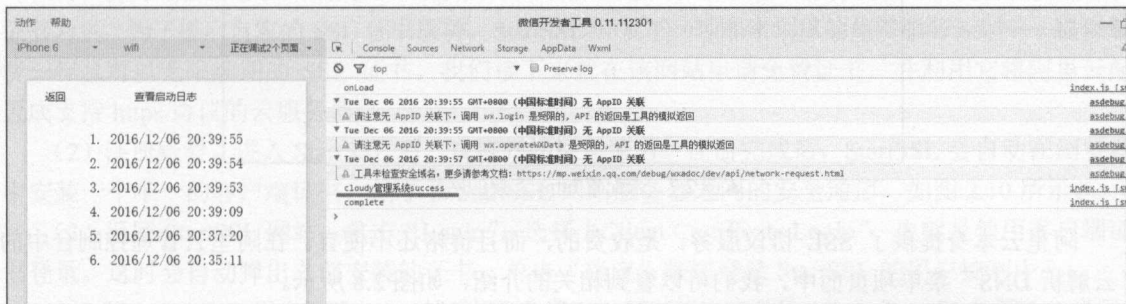 动作 帮助 微信开发者工具 0.11.112301
iPhone 6 wifi 正在调试2个页面 Console Sources Network Storage AppData Wxml
top Preserve log
返回 查看启动日志
1. 2016/12/06 20:39:55
2. 2016/12/06 20:39:54
3. 2016/12/06 20:39:53
4. 2016/12/06 20:39:09
5. 2016/12/06 20:37:20
6. 2016/12/06 20:35:11
onLoad index.js
Tue Dec 06 2016 20:39:55 GMT+0800 (中国标准时间) 无 AppID 关联 asdebug
请注意无 AppID 关联下，调用 wx.login 是受限的，API 的返回是工具的模拟返回 asdebug
Tue Dec 06 2016 20:39:55 GMT+0800 (中国标准时间) 无 AppID 关联 asdebug
请注意无 AppID 关联下，调用 wx.operateWXData 是受限的，API 的返回是工具的模拟返回 asdebug
Tue Dec 06 2016 20:39:57 GMT+0800 (中国标准时间) 无 AppID 关联 asdebug
工具未检查安全域名，更多请参考文档：https://mp.weixin.qq.com/debug/wxadoc/dev/api/network-request.html asdebug
cloudy管理系统success index.js
complete index.js
>